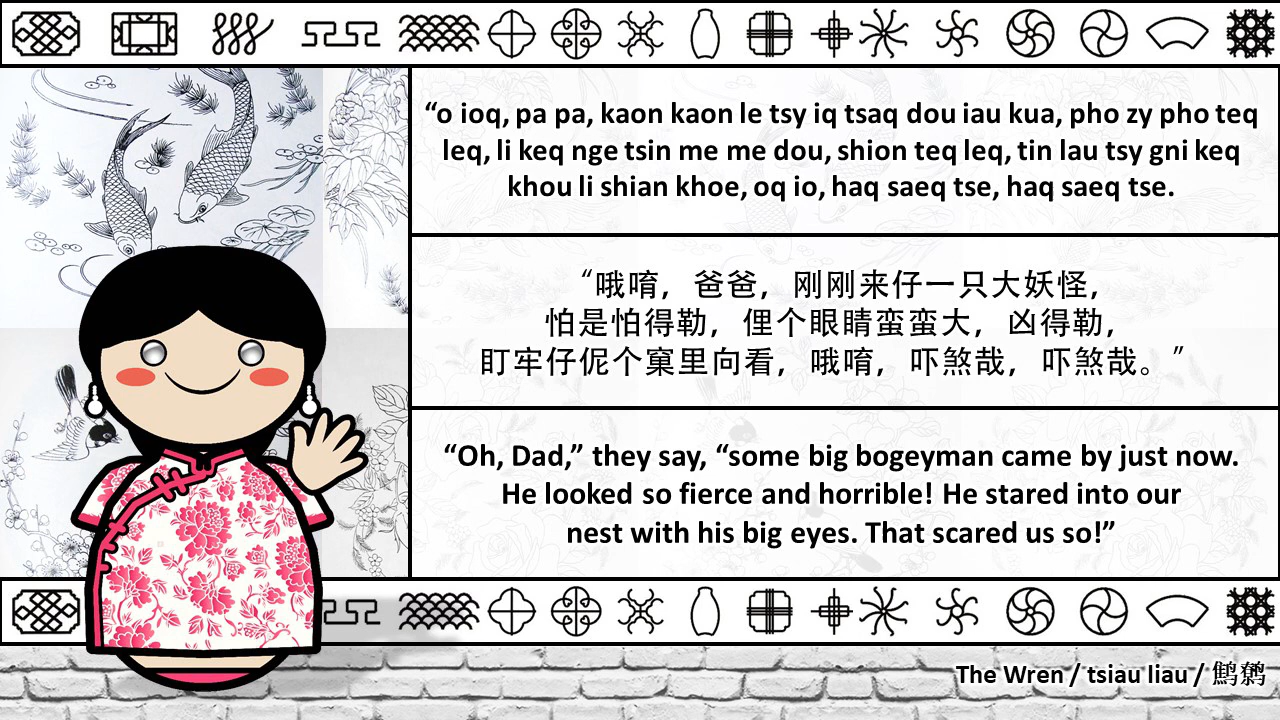 “o ioq, pa pa, kaon kaon le tsy iq tsaq dou iau kua, pho zy pho teq
leq, li keq nge tsin me me dou, shion teq leq, tin lau tsy gni keq
khou li shian khoe, oq io, haq saeq tse, haq saeq tse.
“哦唷，爸爸，刚刚来仔一只大妖怪，
怕是怕得勒，俚个眼睛蛮蛮大，凶得勒，
盯牢仔伲个窠里向看，哦唷，吓煞哉，吓煞哉。”
“Oh, Dad,” they say, “some big bogeyman came by just now.
He looked so fierce and horrible! He stared into our
nest with his big eyes. That scared us so!”
The Wren / tsiau liau / 鹪鹩